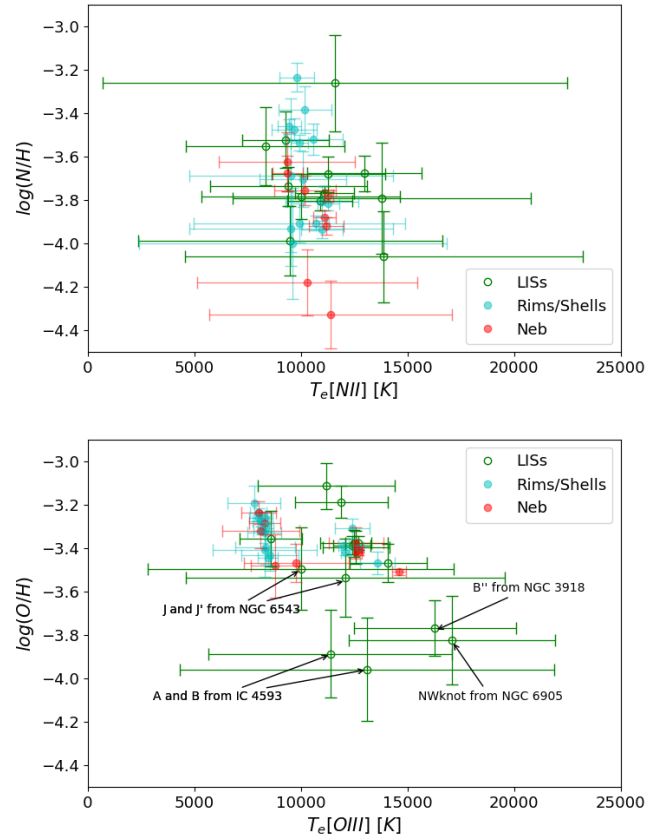 -3.0
-3.2
-3.4
-3.6
-3.8
-4.0
-4.2
-4.4
log(N/H)
LISs
Rims/Shells
Neb
0 5000 10000 15000 20000 25000
T_e[NII] [K]
-3.0
-3.2
-3.4
-3.6
-3.8
-4.0
-4.2
-4.4
log(O/H)
LISs
Rims/Shells
Neb
J and J' from NGC 6543
B'' from NGC 3918
A and B from IC 4593
NWknot from NGC 6905
0 5000 10000 15000 20000 25000
T_e[OIII] [K]